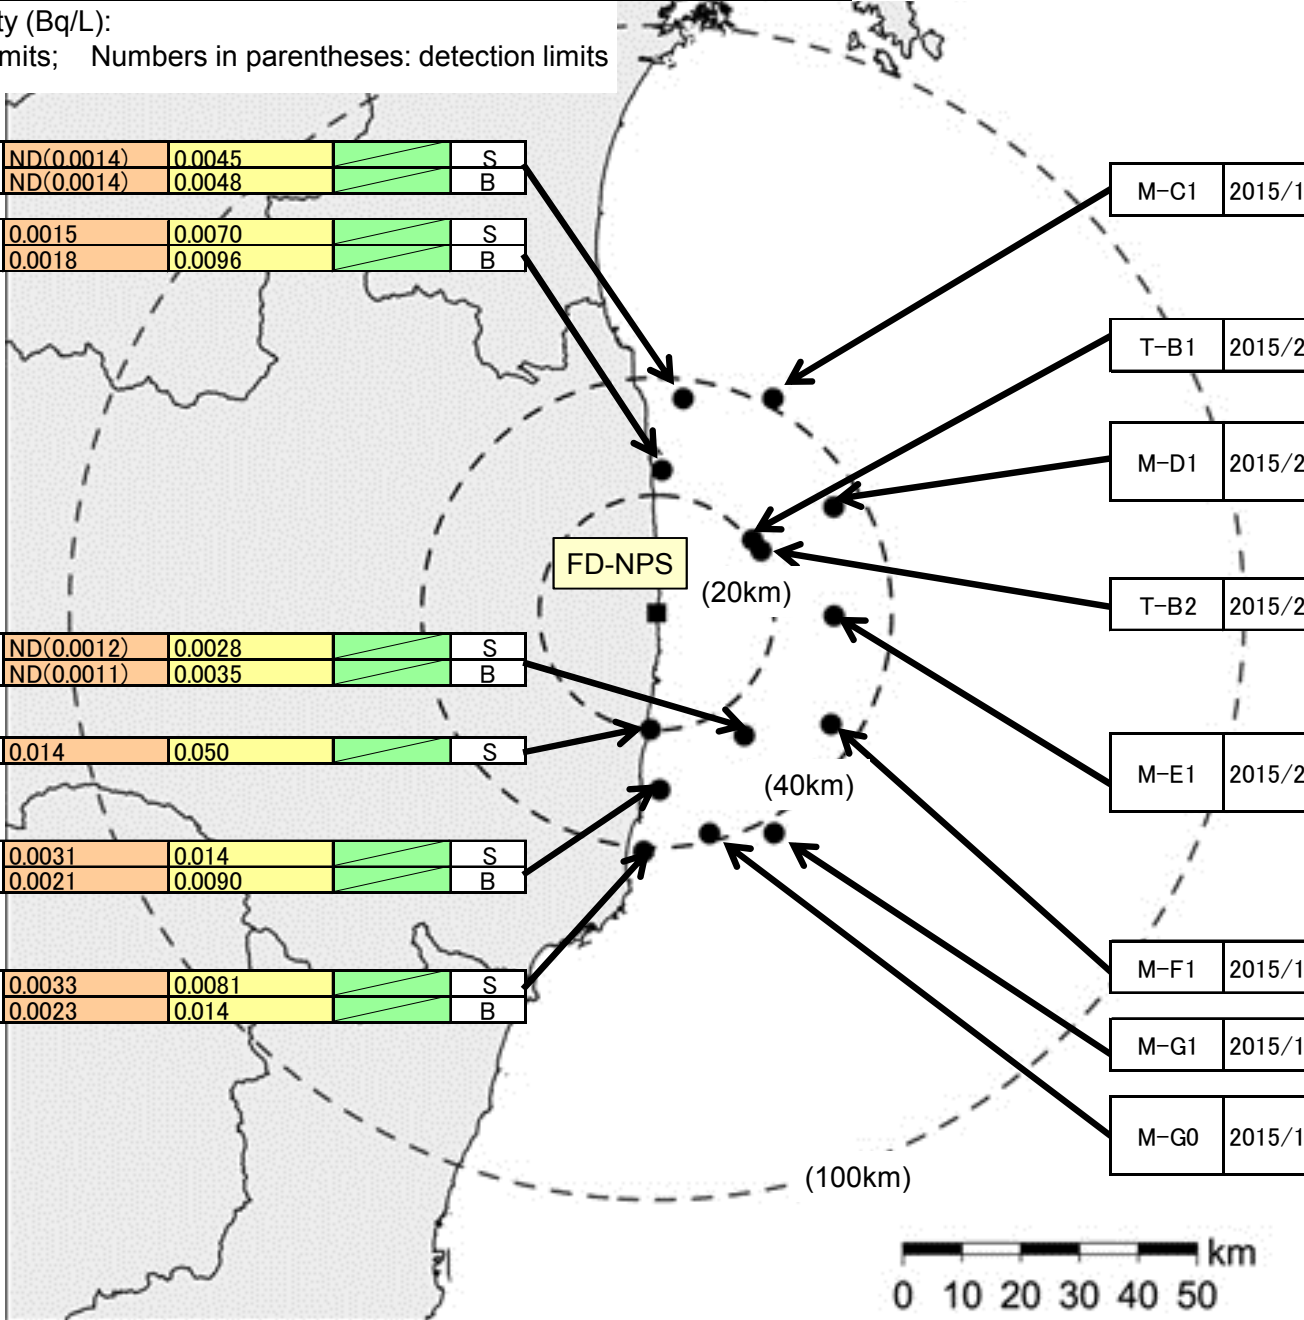 ty (Bq/L):
mits; Numbers in parentheses: detection limits
ND(0.0014) 0.0045 S
ND(0.0014) 0.0048 B
0.0015 0.0070 S
0.0018 0.0096 B
M-C1 2015/1
T-B1 2015/2
M-D1 2015/2
FD-NPS
(20km)
T-B2 2015/2
ND(0.0012) 0.0028 S
ND(0.0011) 0.0035 B
0.014 0.050 S
(40km)
M-E1 2015/2
0.0031 0.014 S
0.0021 0.0090 B
M-F1 2015/1
0.0033 0.0081 S
0.0023 0.014 B
M-G1 2015/1
M-G0 2015/1
(100km)
km
0 10 20 30 40 50